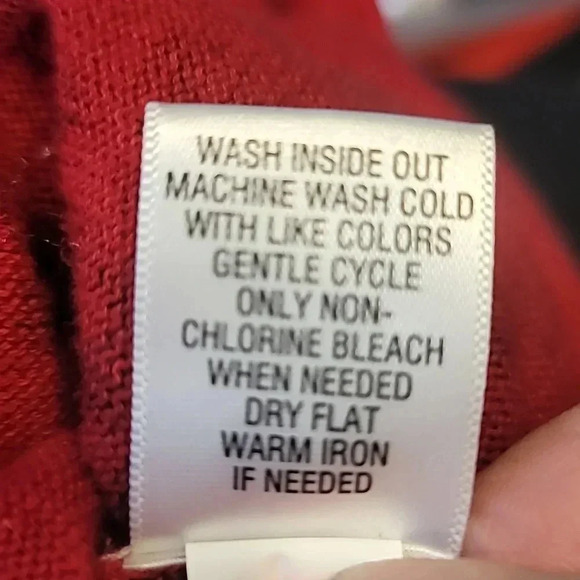 WASH INSIDE OUT
MACHINE WASH COLD
WITH LIKE COLORS
GENTLE CYCLE
ONLY NON-
CHLORINE BLEACH
WHEN NEEDED
DRY FLAT
WARM IRON
IF NEEDED